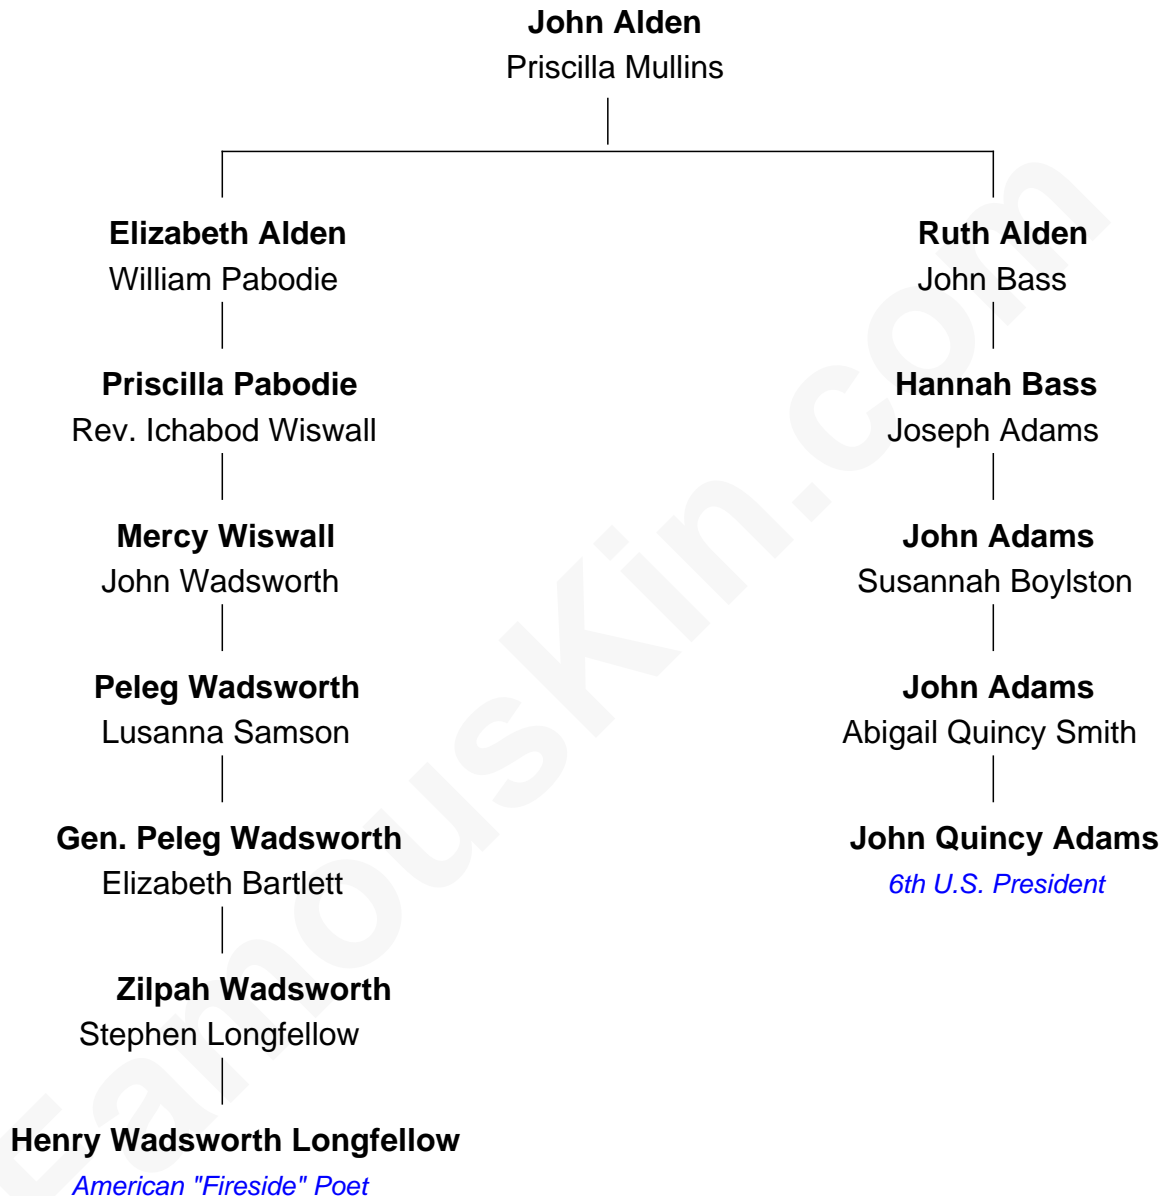 John Alden
Priscilla Mullins
Elizabeth Alden
William Pabodie
Ruth Alden
John Bass
Priscilla Pabodie
Rev. Ichabod Wiswall
Hannah Bass
Joseph Adams
Mercy Wiswall
John Wadsworth
John Adams
Susannah Boylston
Peleg Wadsworth
Lusanna Samson
John Adams
Abigail Quincy Smith
Gen. Peleg Wadsworth
Elizabeth Bartlett
John Quincy Adams
6th U.S. President
Zilpah Wadsworth
Stephen Longfellow
Henry Wadsworth Longfellow
American "Fireside" Poet
FamousKin.com